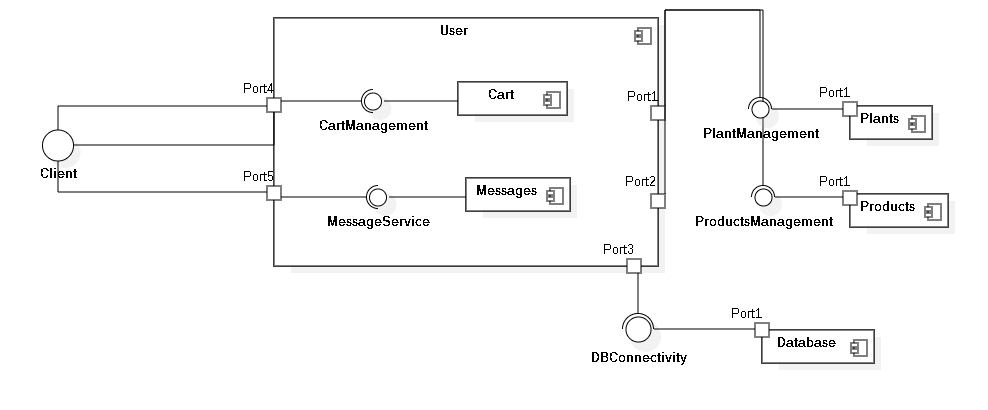 User
Port4
Cart
Port1
Port1
CartManagement
PlantManagement
Plants
Client
Port5
Messages
Port2
Port1
MessageService
ProductsManagement
Products
Port3
Port1
DBConnectivity
Database